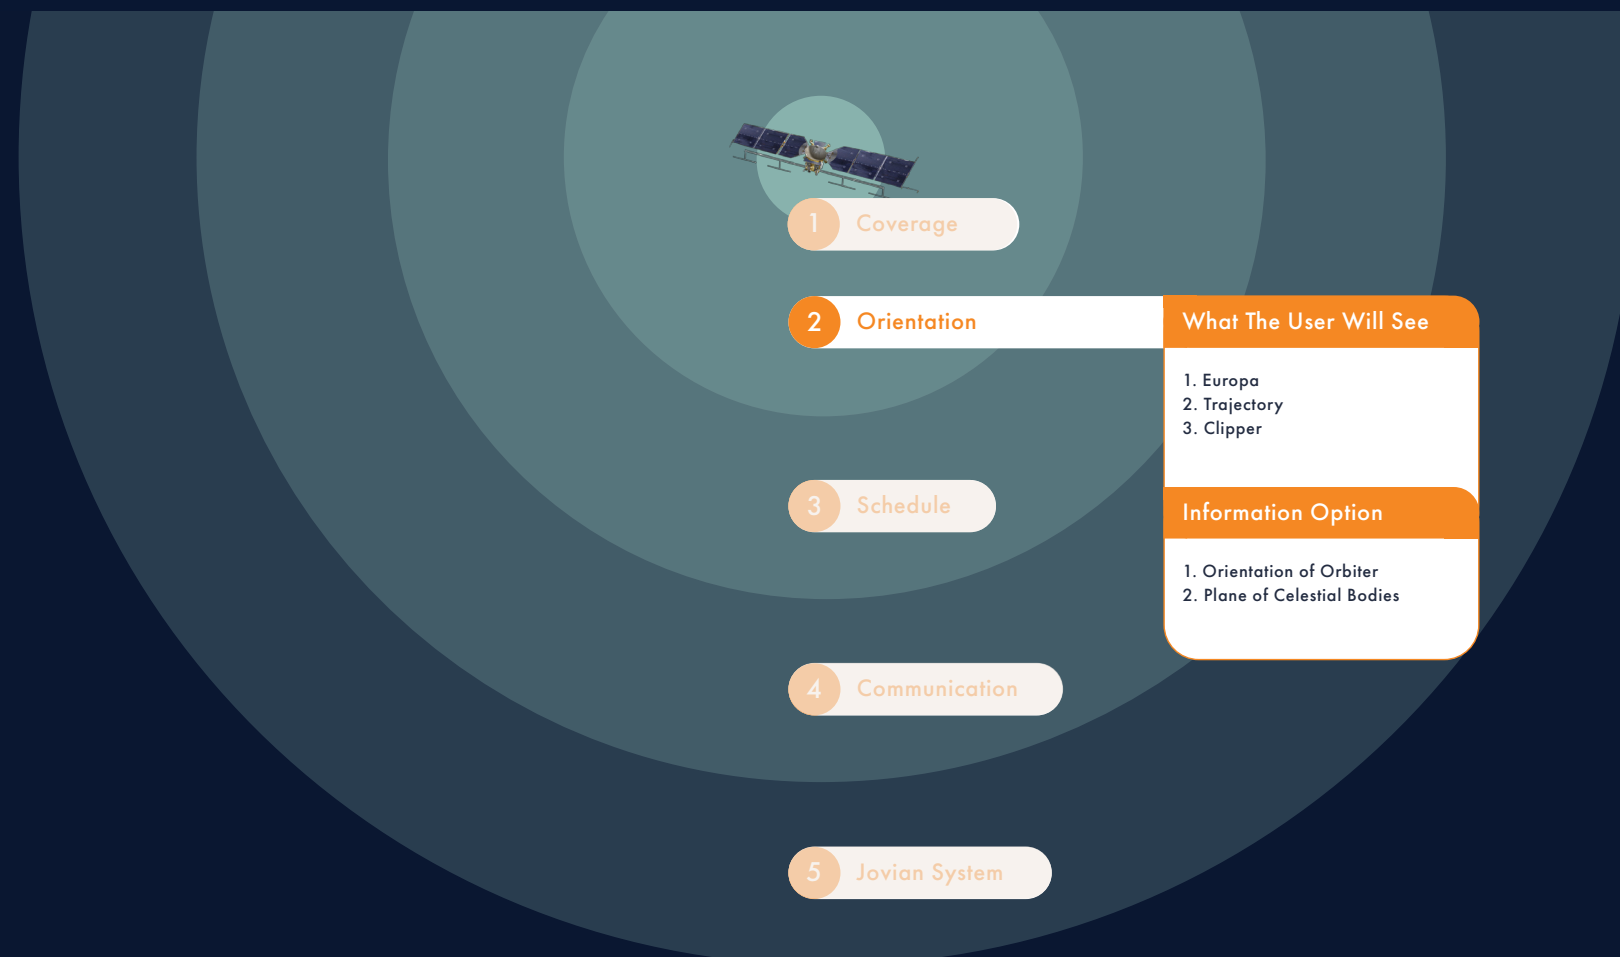 1 Coverage
2 Orientation
What The User Will See
1. Europa
2. Trajectory
3. Clipper
Information Option
1. Orientation of Orbiter
2. Plane of Celestial Bodies
3 Schedule
4 Communication
5 Jovian System